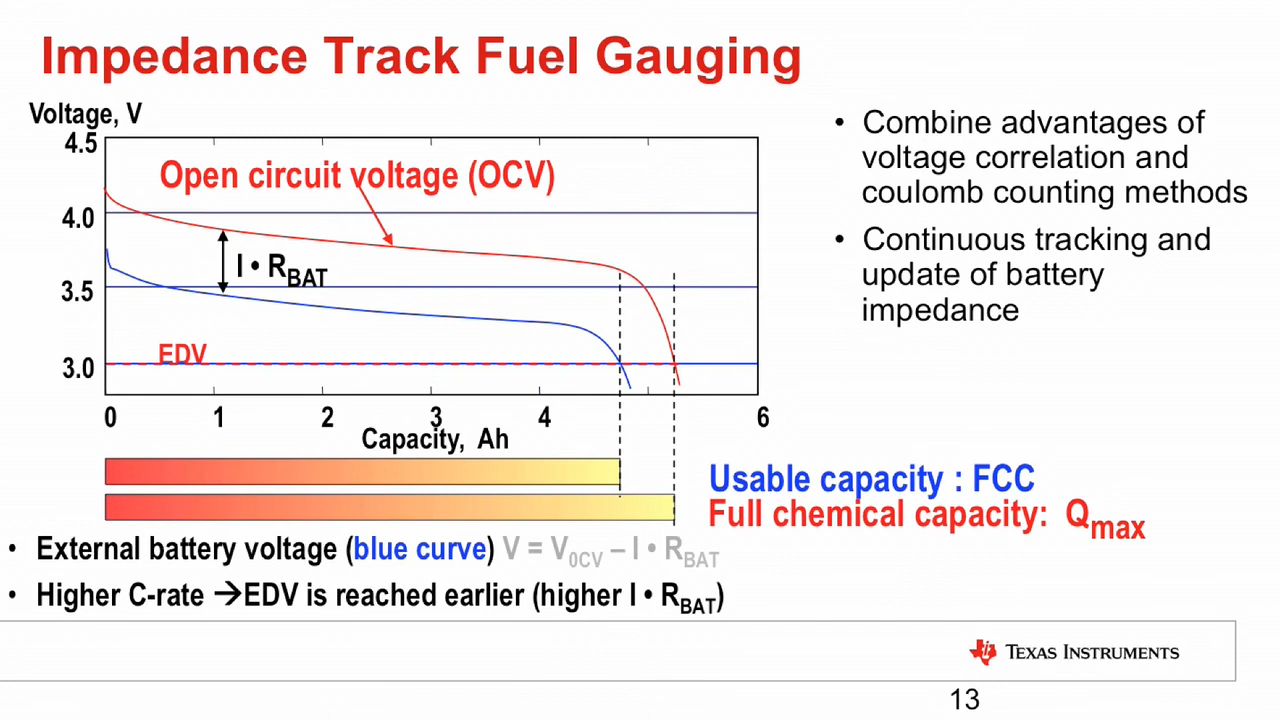 Impedance Track Fuel Gauging
Voltage, V
4.5
4.0
3.5
3.0
Open circuit voltage (OCV)
I • RBAT
EDV
0 1 2 3 4 6
Capacity, Ah
• Combine advantages of
voltage correlation and
coulomb counting methods
• Continuous tracking and
update of battery
impedance
Usable capacity : FCC
Full chemical capacity: Qmax
• External battery voltage (blue curve) V = V0CV – I • RBAT
• Higher C-rate →EDV is reached earlier (higher I • RBAT)
TEXAS INSTRUMENTS
13